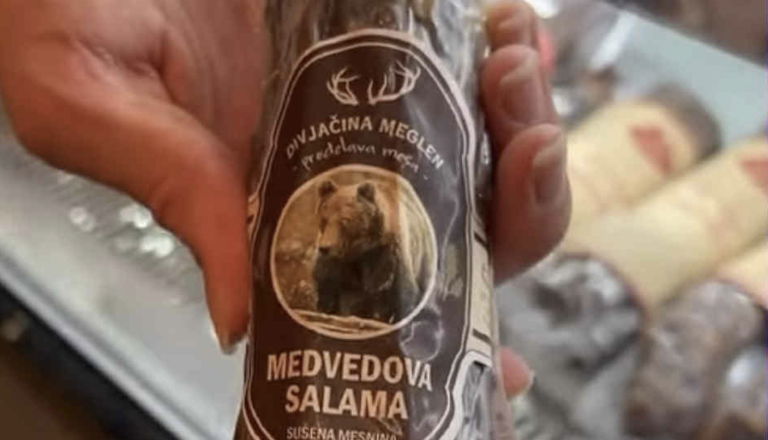 DIVJAČINA MEGLEN
- predelava mesa -
MEDVEDOVA
SALAMA
SUŠENA MESNINA